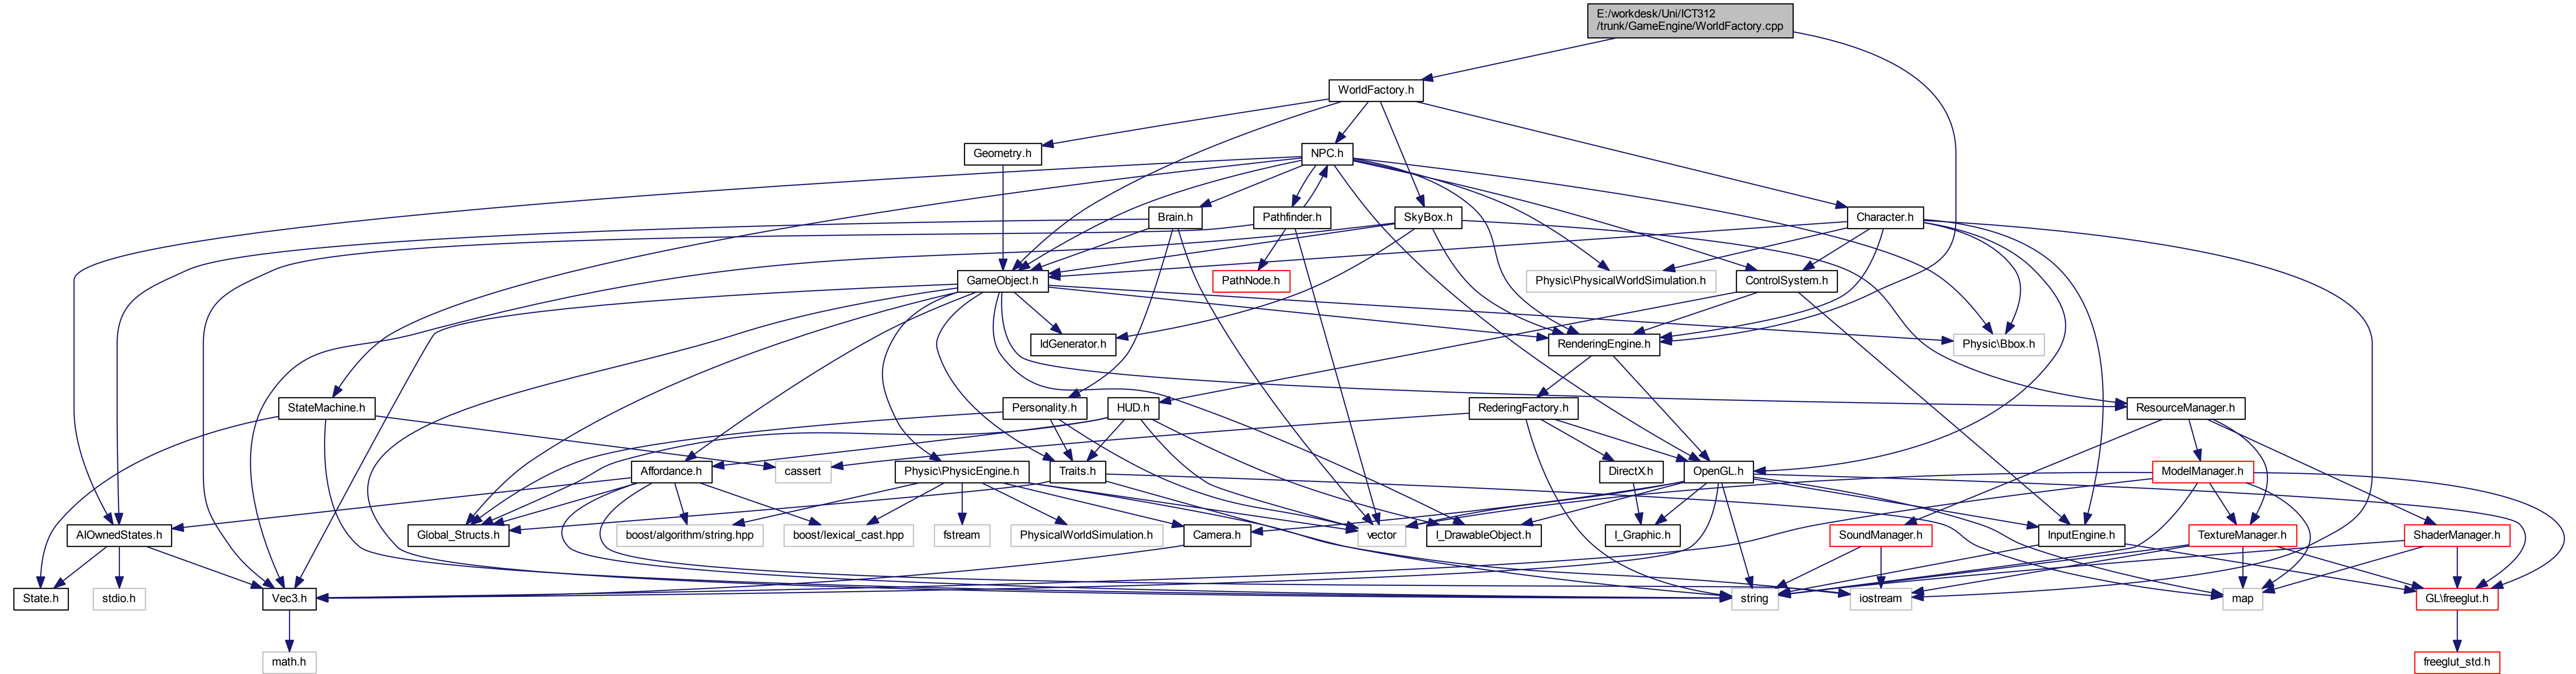 E:/workdesk/Uni/ICT312
/trunk/GameEngine/WorldFactory.cpp
WorldFactory.h
Geometry.h
NPC.h
Brain.h
Pathfinder.h
SkyBox.h
Character.h
GameObject.h
PathNode.h
Physic\PhysicalWorldSimulation.h
ControlSystem.h
IdGenerator.h
RenderingEngine.h
Physic\Bbox.h
StateMachine.h
Personality.h
HUD.h
RederingFactory.h
ResourceManager.h
Affordance.h
cassert
Physic\PhysicEngine.h
Traits.h
DirectX.h
OpenGL.h
ModelManager.h
AIOwnedStates.h
Global_Structs.h
boost/algorithm/string.hpp
boost/lexical_cast.hpp
fstream
PhysicalWorldSimulation.h
Camera.h
vector
I_DrawableObject.h
I_Graphic.h
SoundManager.h
InputEngine.h
TextureManager.h
ShaderManager.h
State.h
stdio.h
Vec3.h
string
iostream
map
GL\freeglut.h
math.h
freeglut_std.h